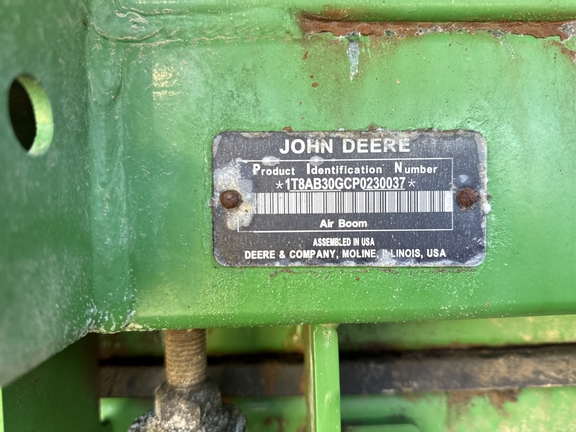 JOHN DEERE
Product Identification Number
*1T8AB30GCP0230037*
Air Boom
ASSEMBLED IN USA
DEERE & COMPANY, MOLINE, ILLINOIS, USA